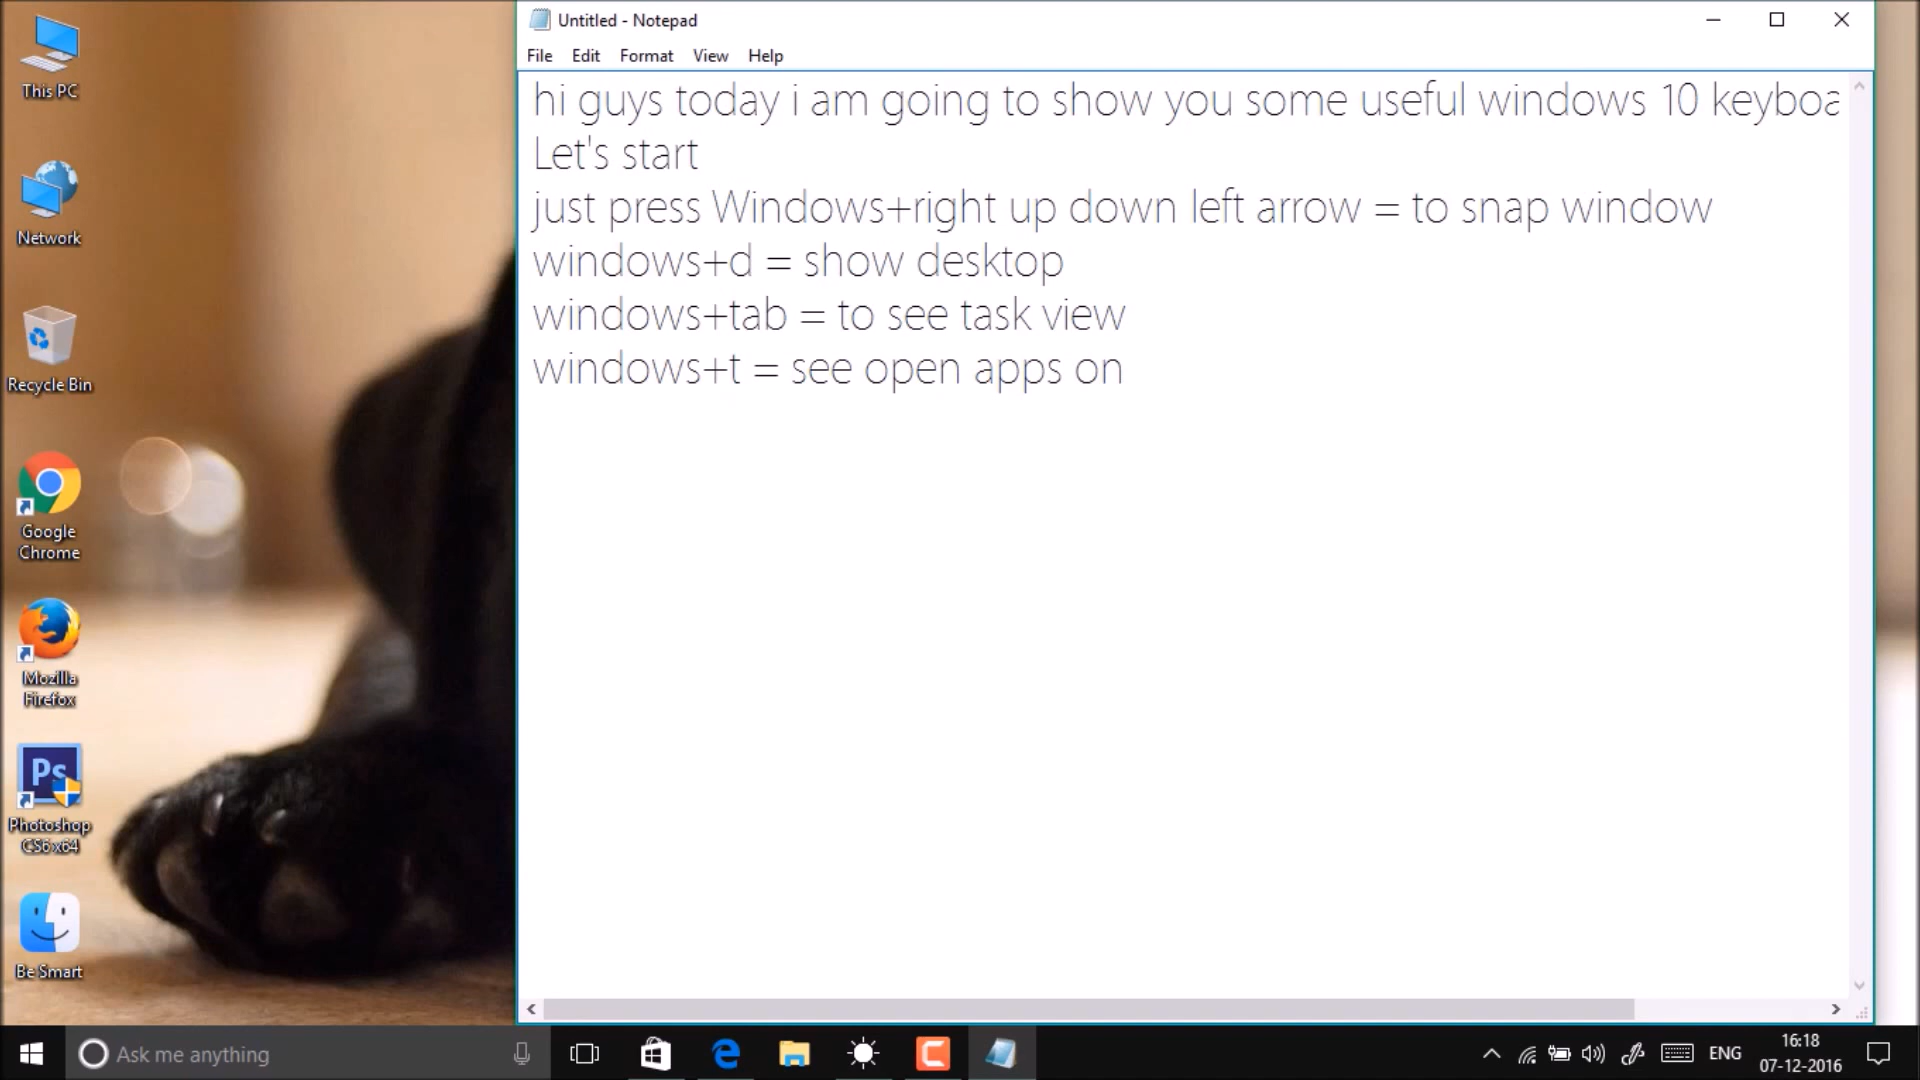 Untitled - Notepad
File Edit Format View Help
hi guys today i am going to show you some useful windows 10 keyboa
Let's start
just press Windows+right up down left arrow = to snap window
windows+d = show desktop
windows+tab = to see task view
windows+t = see open apps on
This PC
Network
Recycle Bin
Google
Chrome
Mozilla
Firefox
Ps
Photoshop
CS6 x64
Be Smart
Ask me anything
ENG
16:18
07-12-2016